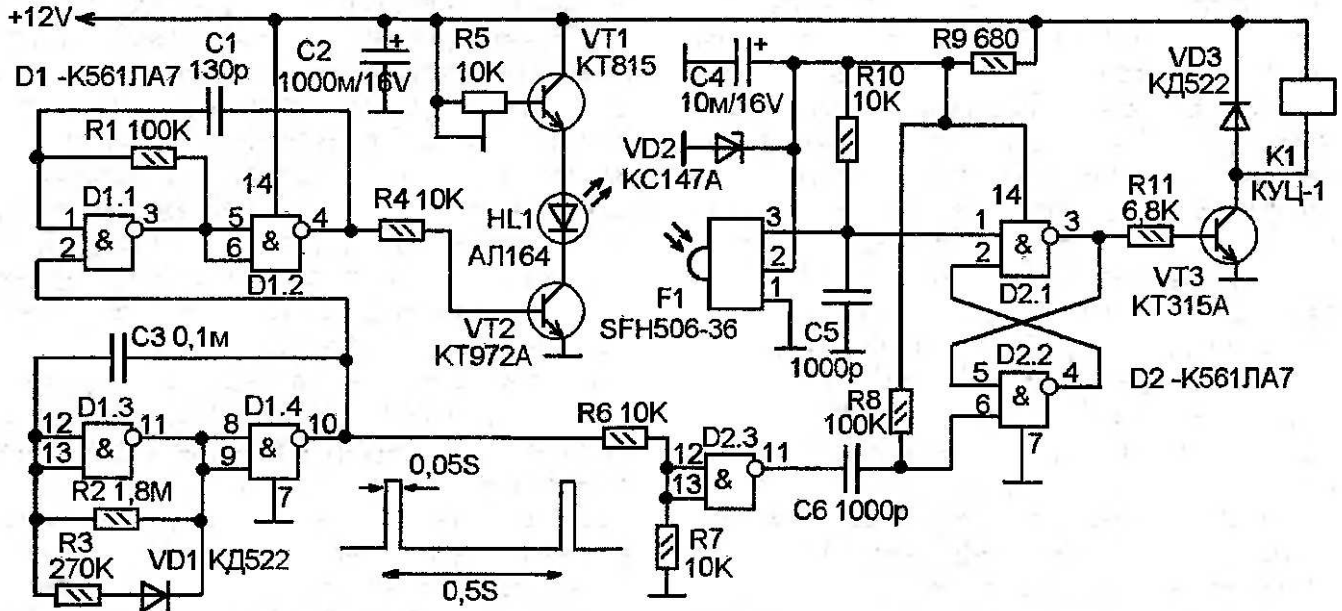 +12V
C1
130p
D1 -К561ЛА7
R1 100K
C2
1000м/16V
+
R5
10K
VT1
KT815
C4
10м/16V
+
R10
10K
R9 680
VD3
КД522
K1
КУЦ-1
VD2
KC147A
D1.1
1
2
&
3
14
5
6
&
4
D1.2
R4 10K
HL1
АЛ164
VT2
KT972A
F1
SFH506-36
3
2
1
C5
1000p
14
1
2
&
3
D2.1
R11
6,8K
VT3
KT315A
D2.2
5
6
&
4
7
D2 -К561ЛА7
C3 0,1м
D1.3
12
13
&
11
D1.4
8
9
&
10
7
R2 1,8M
R3
270K
VD1 КД522
0,05S
0,5S
R6 10K
D2.3
12
13
&
11
R7
10K
R8
100K
C6 1000p